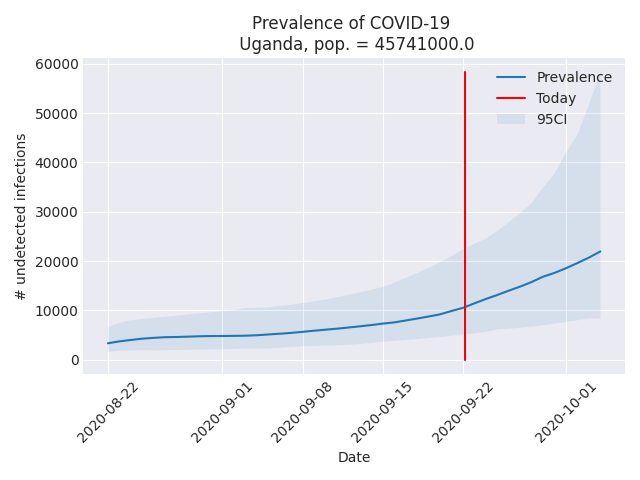 Prevalence of COVID-19
Uganda, pop. = 45741000.0
60000
50000
40000
30000
20000
10000
0
# undetected infections
Prevalence
Today
95CI
2020-08-22
2020-09-01
2020-09-08
2020-09-15
2020-09-22
2020-10-01
Date